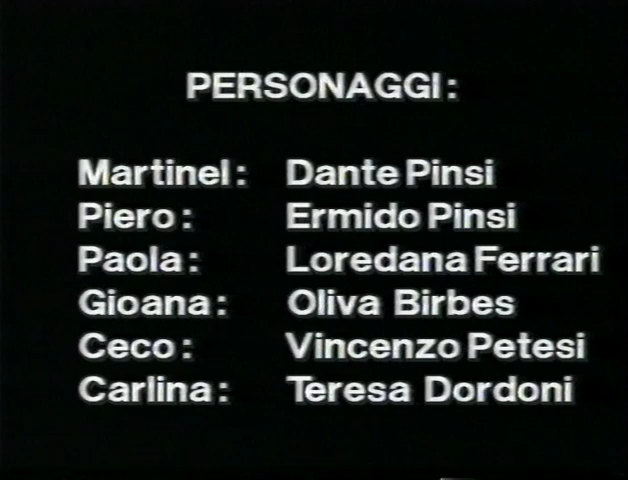 PERSONAGGI:
Martinel: Dante Pinsi
Piero: Ermido Pinsi
Paola: Loredana Ferrari
Gioana: Oliva Birbes
Ceco: Vincenzo Petesi
Carlina: Teresa Dordoni